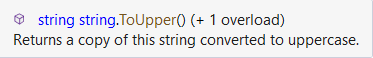 string string.ToUpper() (+ 1 overload)
Returns a copy of this string converted to uppercase.